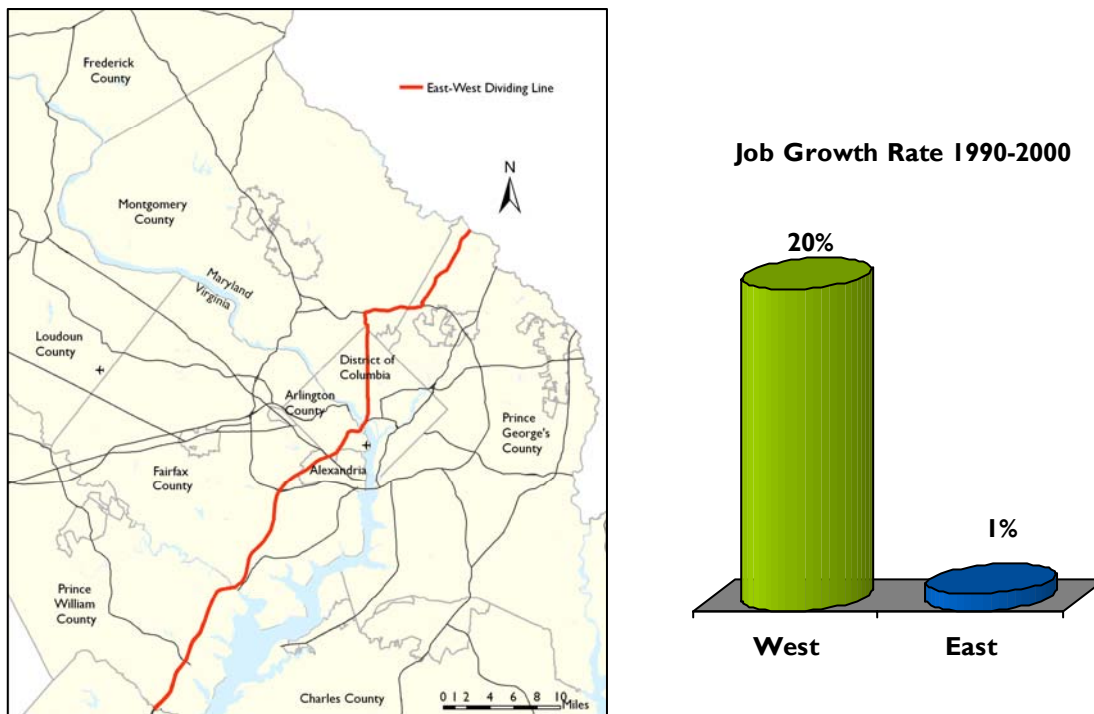 Frederick
County
East-West Dividing Line
N
Montgomery
County
Maryland
Virginia
Loudoun
County
District of
Columbia
Arlington
County
Prince
George's
County
Alexandria
Fairfax
County
Prince
William
County
Charles County
0 1 2 4 6 8 10
Miles
Job Growth Rate 1990-2000
20%
1%
West East